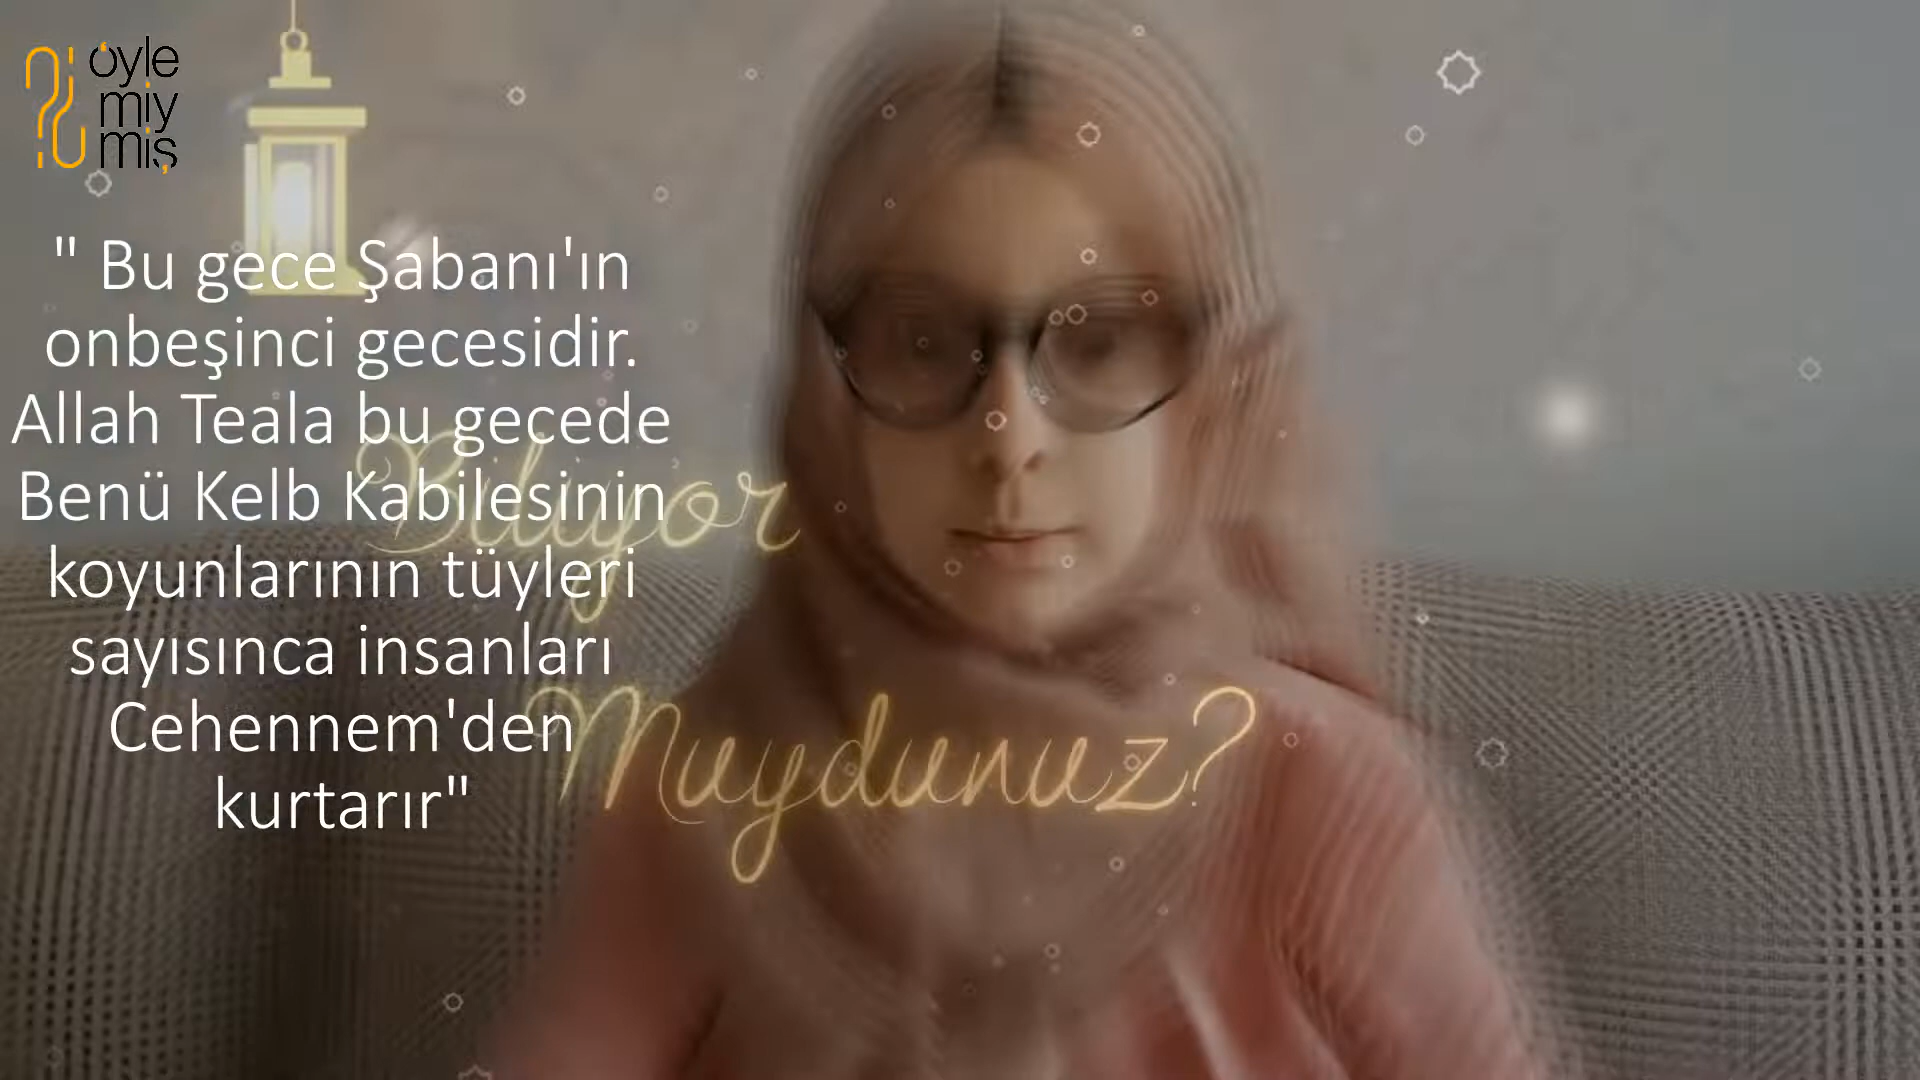 öyle
miy
miş
" Bu gece Şabanı'ın
onbeşinci gecesidir.
Allah Teala bu gecede
Benü Kelb Kabilesinin
koyunlarının tüyleri
sayısınca insanları
Cehennem'den
kurtarır"
Biliyor
Muydunuz?